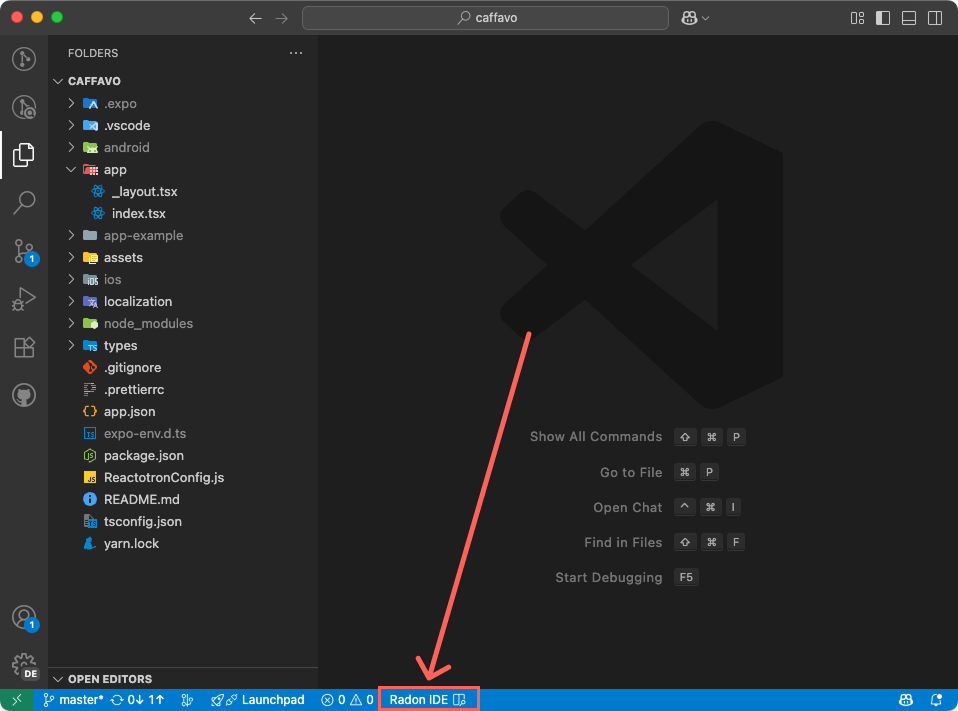 caffavo
FOLDERS
CAFFAVO
.expo
.vscode
android
app
_layout.tsx
index.tsx
app-example
assets
ios
localization
node_modules
types
.gitignore
.prettierrc
app.json
expo-env.d.ts
package.json
ReactotronConfig.js
README.md
tsconfig.json
yarn.lock
OPEN EDITORS
1
1
DE
Show All Commands ⇧ ⌘ P
Go to File ⌘ P
Open Chat ^ ⌘ I
Find in Files ⇧ ⌘ F
Start Debugging F5
master* 0↓ 1↑ Launchpad 0 0 Radon IDE